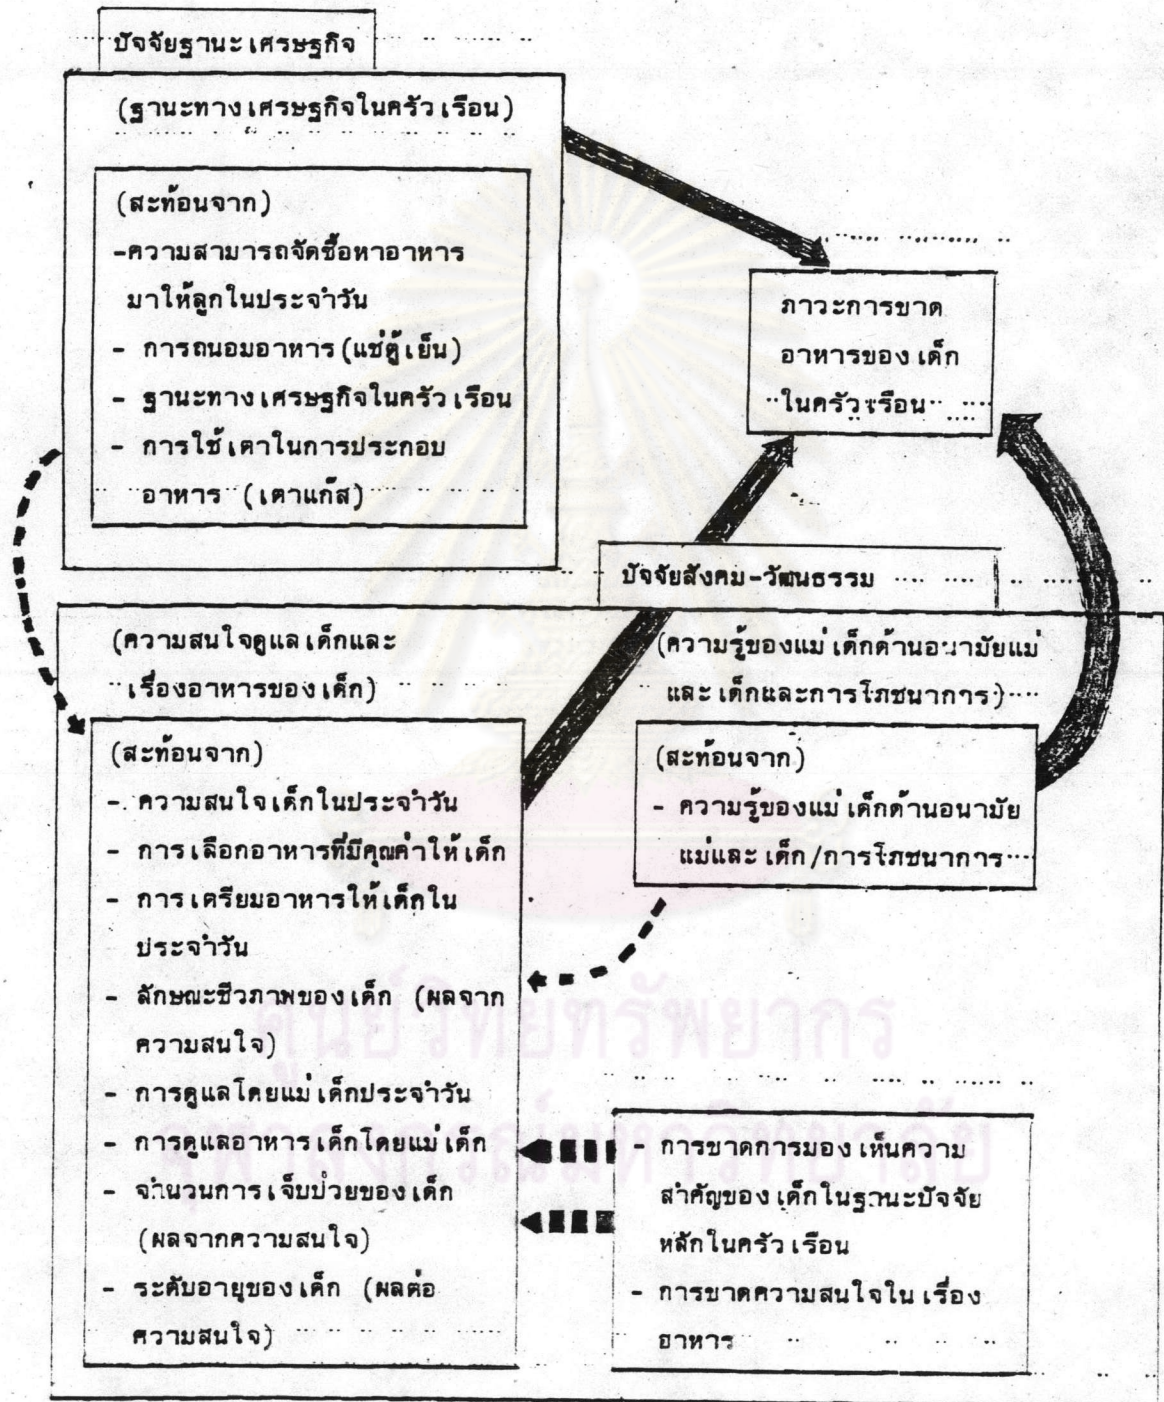 ปัจจัยฐานะเศรษฐกิจ
(ฐานะทางเศรษฐกิจในครัวเรือน)
(สะท้อนจาก)
-ความสามารถจัดซื้อหาอาหาร
มาให้ลูกในประจำวัน
- การถนอมอาหาร(แช่ตู้เย็น)
- ฐานะทางเศรษฐกิจในครัวเรือน
- การใช้เตาในการประกอบ
อาหาร (เตาแก๊ส)
ภาวะการขาด
อาหารของเด็ก
ในครัวเรือน
ปัจจัยสังคม-วัฒนธรรม
(ความสนใจดูแลเด็กและ
เรื่องอาหารของเด็ก)
(สะท้อนจาก)
- ความสนใจเด็กในประจำวัน
- การเลือกอาหารที่มีคุณค่าให้เด็ก
- การเตรียมอาหารให้เด็กใน
ประจำวัน
- ลักษณะชีวภาพของเด็ก (ผลจาก
ความสนใจ)
- การดูแลโดยแม่เด็กประจำวัน
- การดูแลอาหารเด็กโดยแม่เด็ก
- จำนวนการเจ็บป่วยของเด็ก
(ผลจากความสนใจ)
- ระดับอายุของเด็ก (ผลต่อ
ความสนใจ)
(ความรู้ของแม่เด็กด้านอนามัยแม่
และเด็กและการโภชนาการ)
(สะท้อนจาก)
- ความรู้ของแม่เด็กด้านอนามัย
แม่และเด็ก/การโภชนาการ
- การขาดการมองเห็นความ
สำคัญของเด็กในฐานะปัจจัย
หลักในครัวเรือน
- การขาดความสนใจในเรื่อง
อาหาร
ศูนย์วิทยทรัพยากร
จุฬาลงกรณ์มหาวิทยาลัย